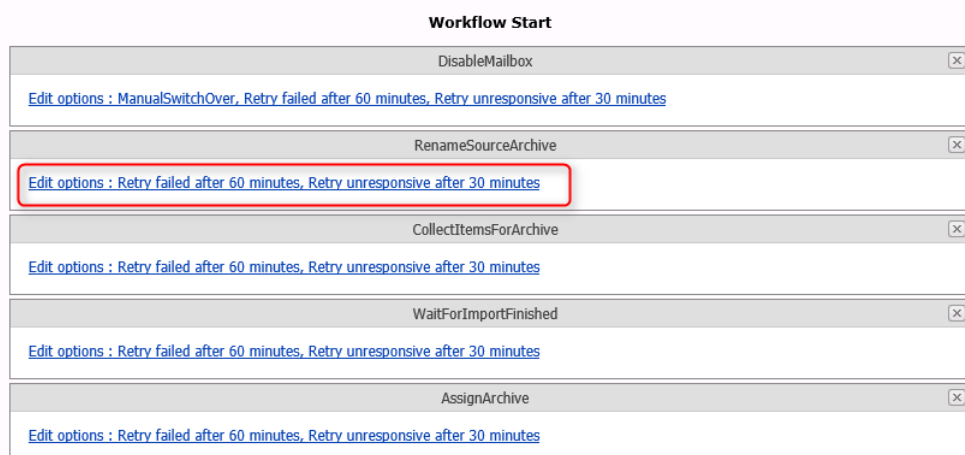 Workflow Start
DisableMailbox
Edit options : ManualSwitchOver, Retry failed after 60 minutes, Retry unresponsive after 30 minutes
RenameSourceArchive
Edit options : Retry failed after 60 minutes, Retry unresponsive after 30 minutes
CollectItemsForArchive
Edit options : Retry failed after 60 minutes, Retry unresponsive after 30 minutes
WaitForImportFinished
Edit options : Retry failed after 60 minutes, Retry unresponsive after 30 minutes
AssignArchive
Edit options : Retry failed after 60 minutes, Retry unresponsive after 30 minutes